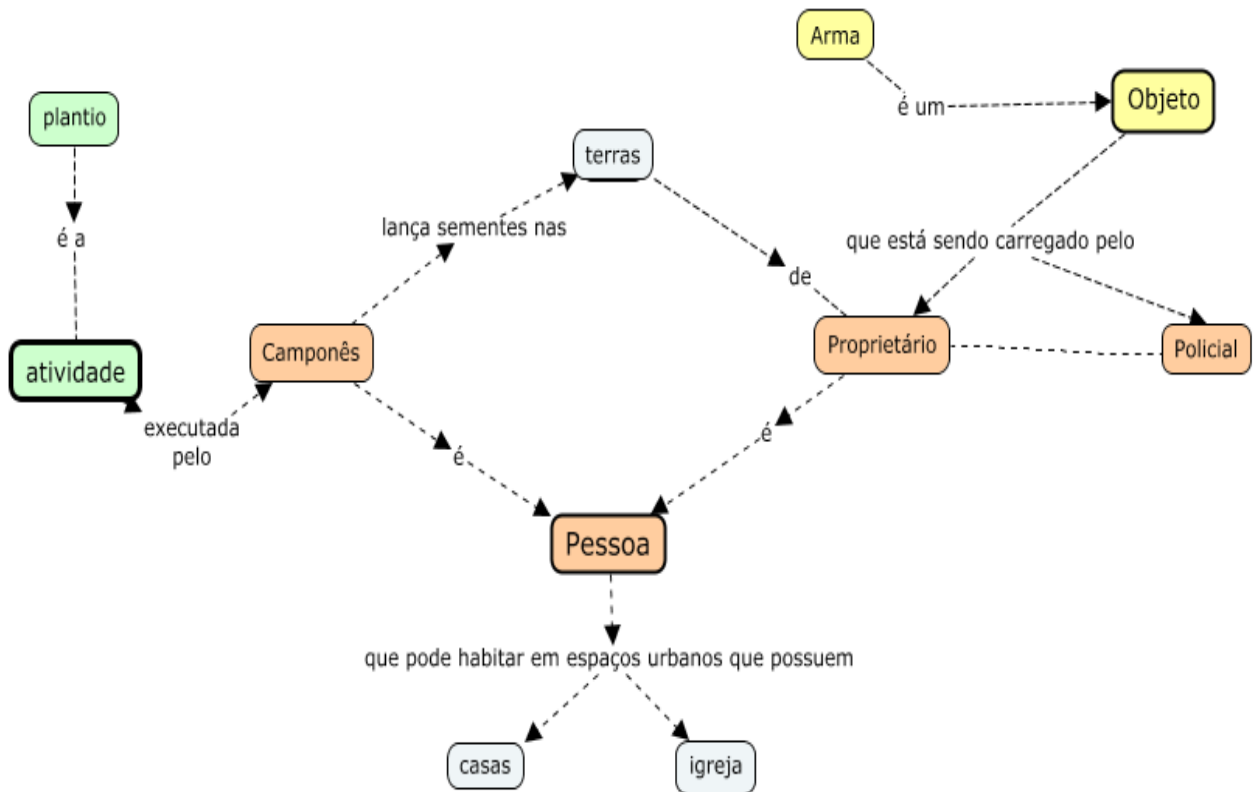 Arma
é um
Objeto
plantio
terras
lança sementes nas
é a
que está sendo carregado pelo
de
Camponês
Proprietário
Policial
atividade
executada
pelo
é
é
Pessoa
que pode habitar em espaços urbanos que possuem
casas
igreja